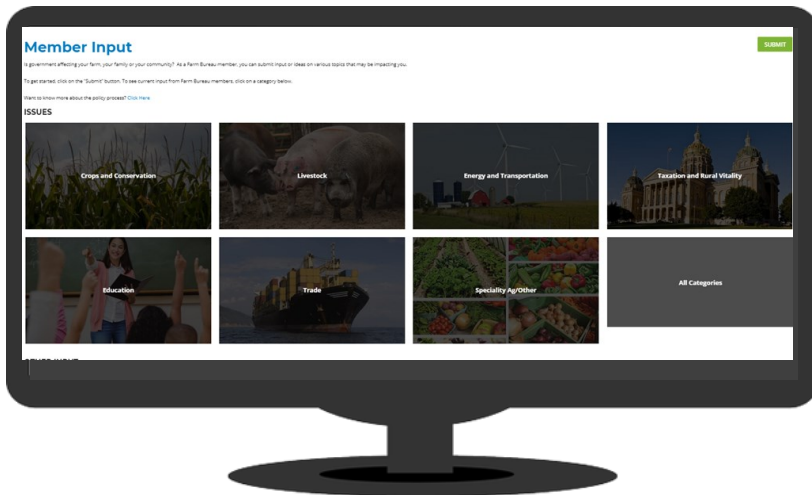 Member Input
SUBMIT
Is government affecting your farm, your family or your community? As a Farm Bureau member, you can submit input or ideas on various topics that may be impacting you.
To get started, click on the "Submit" button. To see current input from Farm Bureau members, click on a category below.
Want to know more about the policy process? Click Here
ISSUES
Crops and Conservation
Livestock
Energy and Transportation
Taxation and Rural Vitality
Education
Trade
Speciality Ag/Other
All Categories